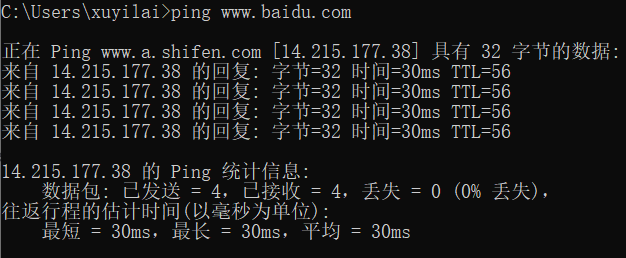 C:\Users\xuyilai>ping www.baidu.com
正在 Ping www.a.shifen.com [14.215.177.38] 具有 32 字节的数据:
来自 14.215.177.38 的回复: 字节=32 时间=30ms TTL=56
来自 14.215.177.38 的回复: 字节=32 时间=30ms TTL=56
来自 14.215.177.38 的回复: 字节=32 时间=30ms TTL=56
来自 14.215.177.38 的回复: 字节=32 时间=30ms TTL=56
14.215.177.38 的 Ping 统计信息:
数据包: 已发送 = 4，已接收 = 4，丢失 = 0 (0% 丢失)，
往返行程的估计时间(以毫秒为单位):
最短 = 30ms，最长 = 30ms，平均 = 30ms